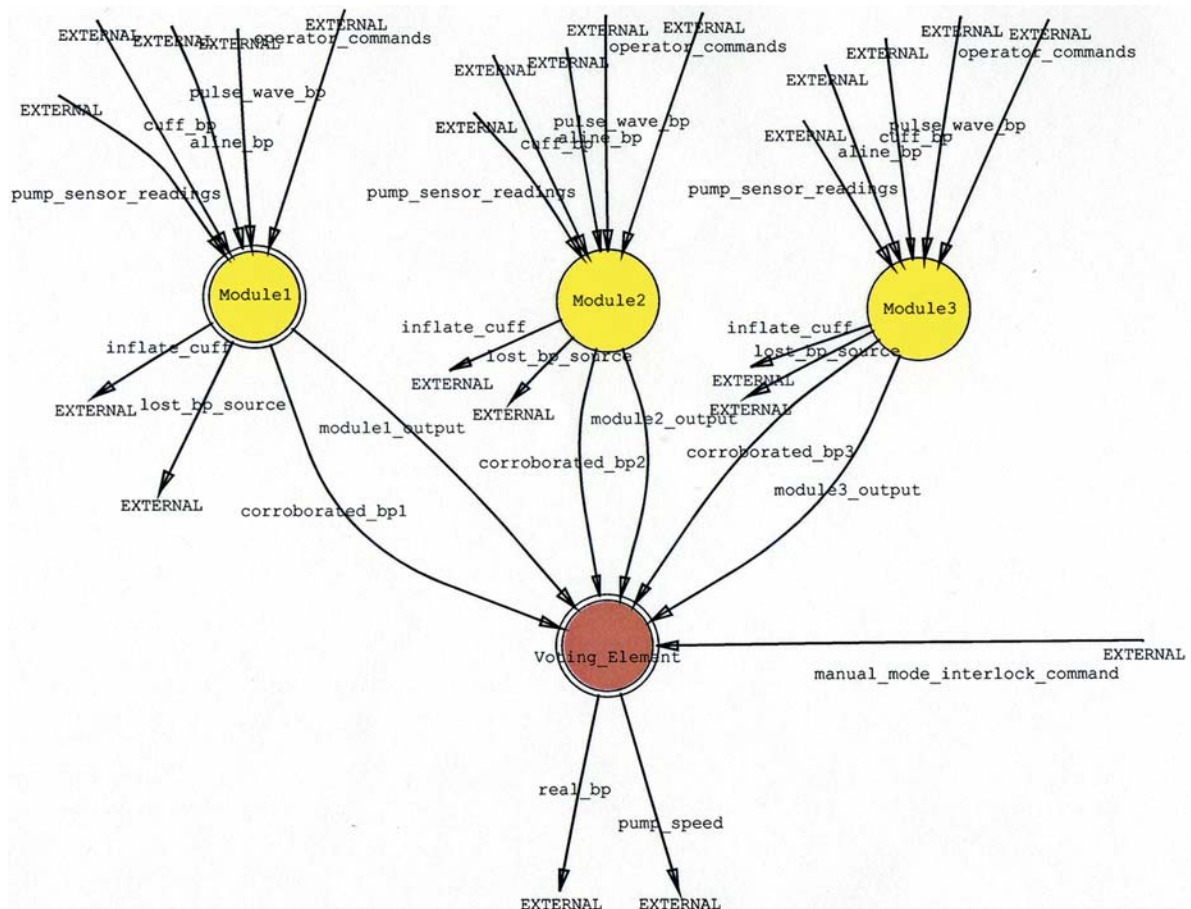 EXTERNAL
EXTERNAL
EXTERNAL
EXTERNAL
operator_commands
EXTERNAL
pulse_wave_bp
cuff_bp
aline_bp
pump_sensor_readings
Module1
inflate_cuff
EXTERNAL
lost_bp_source
EXTERNAL
module1_output
corroborated_bp1
EXTERNAL
EXTERNAL
operator_commands
EXTERNAL
EXTERNAL
EXTERNAL
pulse_wave_bp
aline_bp
cuff_bp
pump_sensor_readings
Module2
inflate_cuff
lost_bp_source
EXTERNAL
EXTERNAL
module2_output
corroborated_bp2
EXTERNAL
EXTERNAL
EXTERNAL
operator_commands
EXTERNAL
EXTERNAL
pulse_wave_bp
cuff_bp
aline_bp
pump_sensor_readings
Module3
inflate_cuff
lost_bp_source
EXTERNAL
EXTERNAL
corroborated_bp3
module3_output
Voting_Element
EXTERNAL
manual_mode_interlock_command
real_bp
pump_speed
EXTERNAL
EXTERNAL